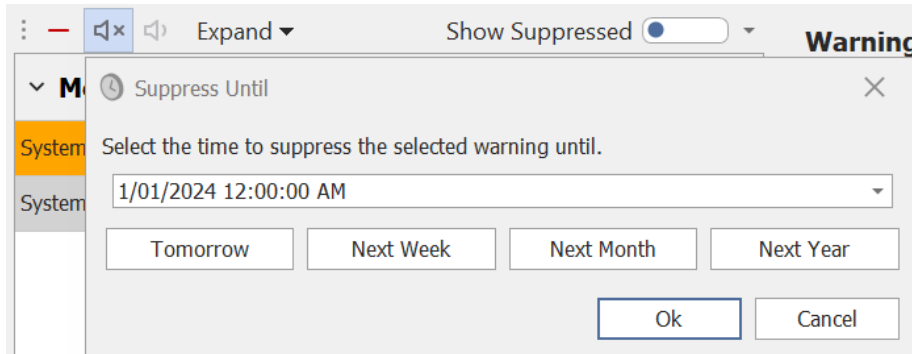 Expand
Show Suppressed
Warning
Suppress Until
System
Select the time to suppress the selected warning until.
System
1/01/2024 12:00:00 AM
Tomorrow Next Week Next Month Next Year
Ok Cancel